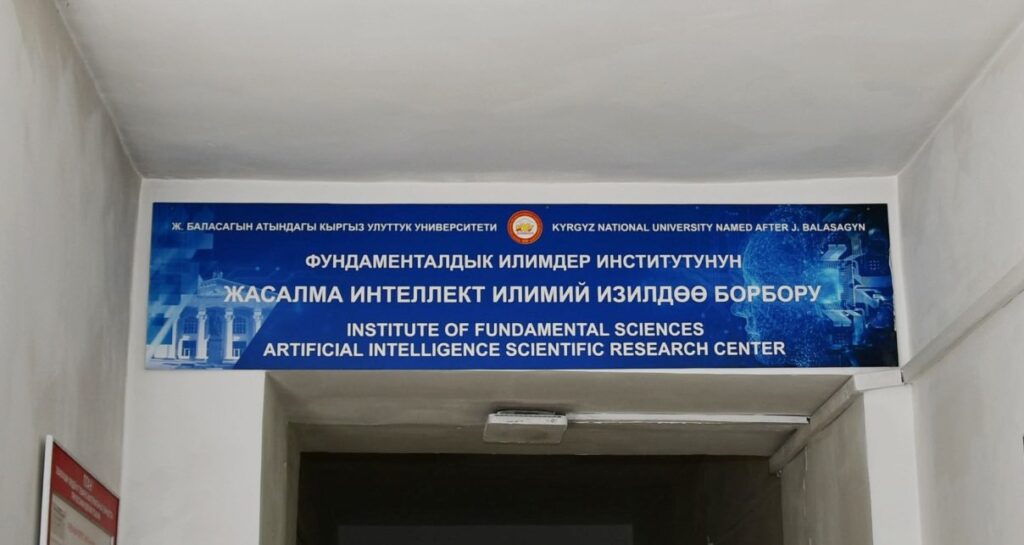 Ж. БАЛАСАГЫН АТЫНДАГЫ КЫРГЫЗ УЛУТТУК УНИВЕРСИТЕТИ
KYRGYZ NATIONAL UNIVERSITY NAMED AFTER J. BALASAGYN
ФУНДАМЕНТАЛДЫК ИЛИМДЕР ИНСТИТУТУНУН
ЖАСАЛМА ИНТЕЛЛЕКТ ИЛИМИЙ ИЗИЛДӨӨ БОРБОРУ
INSTITUTE OF FUNDAMENTAL SCIENCES
ARTIFICIAL INTELLIGENCE SCIENTIFIC RESEARCH CENTER